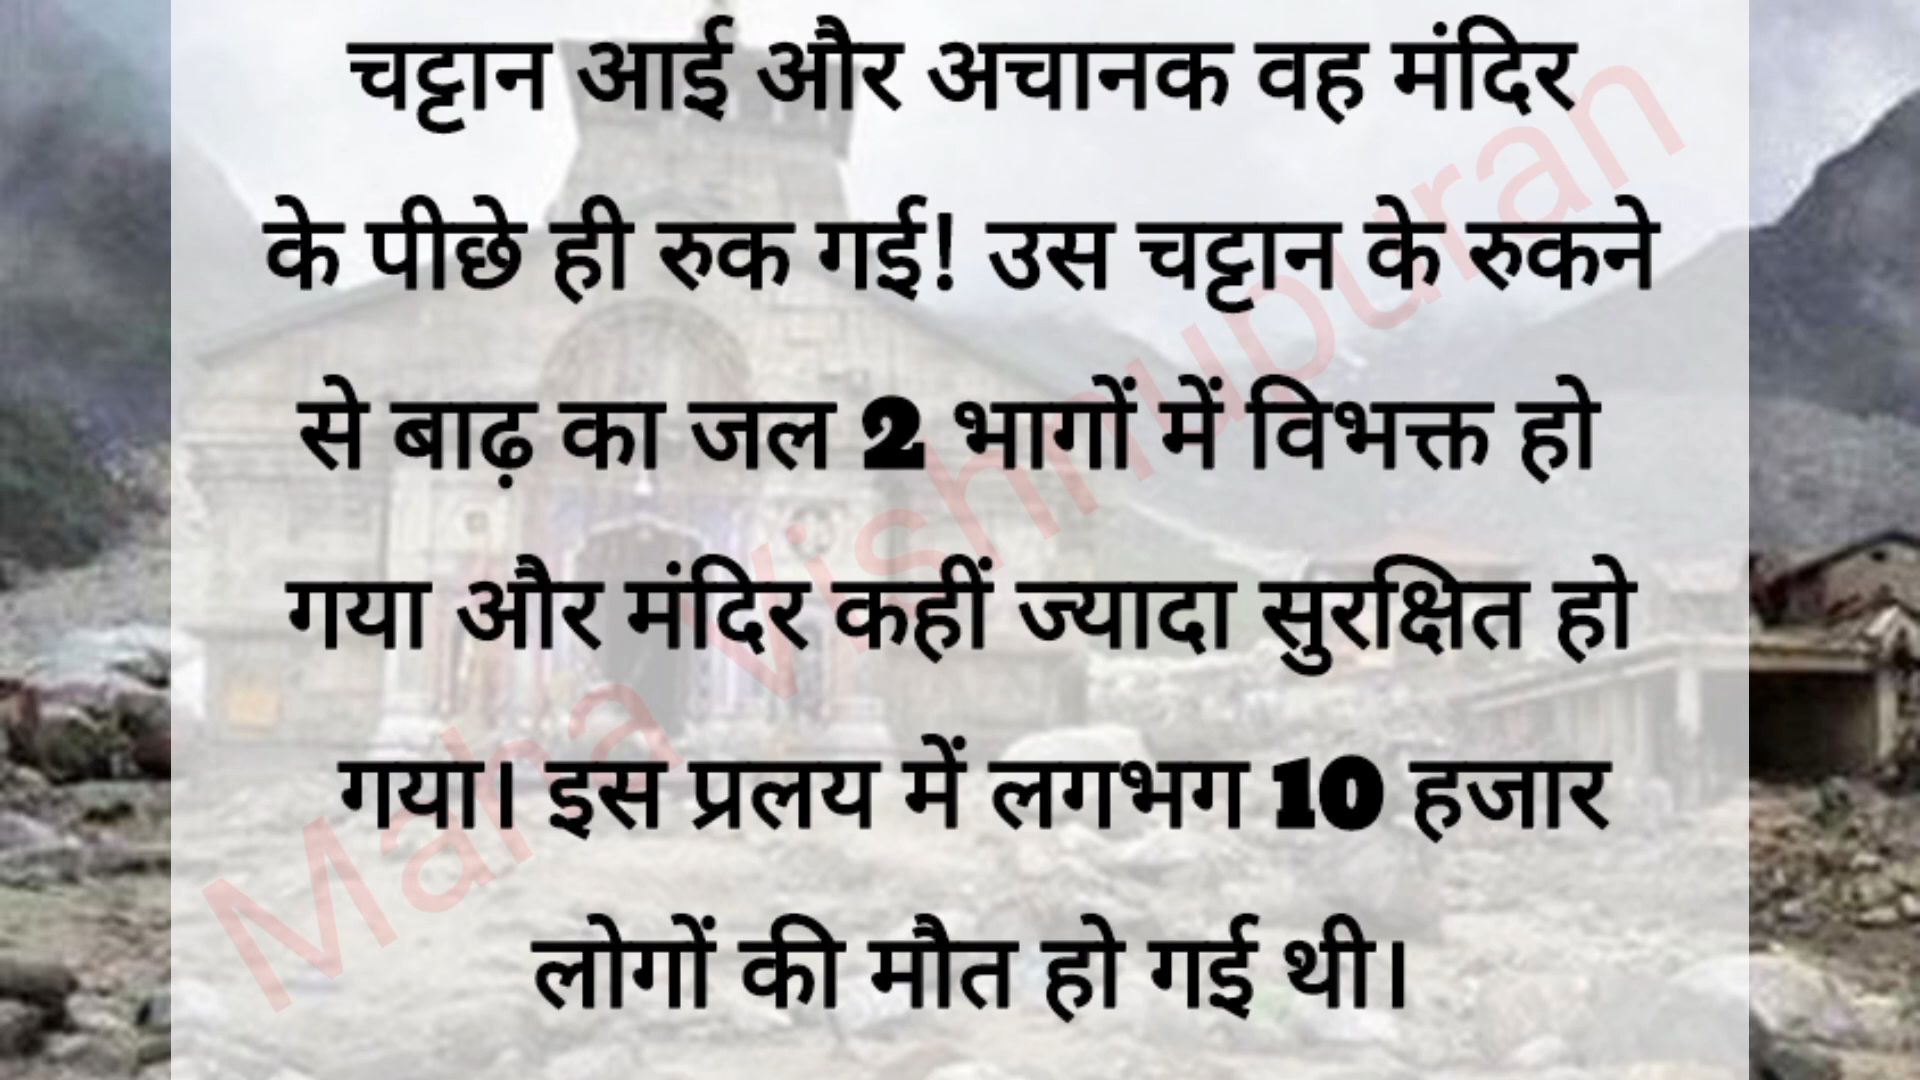 चट्टान आई और अचानक वह मंदिर
के पीछे ही रुक गई! उस चट्टान के रुकने
से बाढ़ का जल 2 भागों में विभक्त हो
गया और मंदिर कहीं ज्यादा सुरक्षित हो
गया। इस प्रलय में लगभग 10 हजार
लोगों की मौत हो गई थी।
Maha Vishnupuran